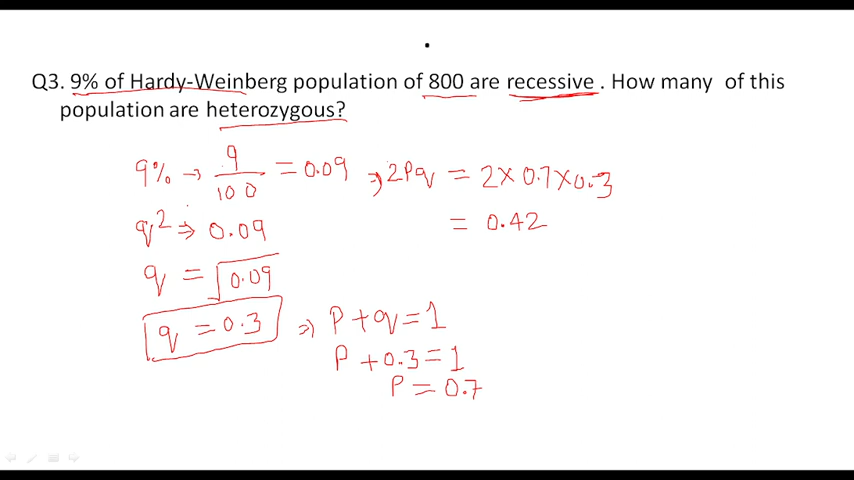 Q3. 9% of Hardy-Weinberg population of 800 are recessive . How many of this
population are heterozygous?
9% → 9/100 = 0.09
q² ⇒ 0.09
q = √0.09
q = 0.3
⇒ P + q = 1
P + 0.3 = 1
P = 0.7
⇒ 2Pq = 2 × 0.7 × 0.3
= 0.42